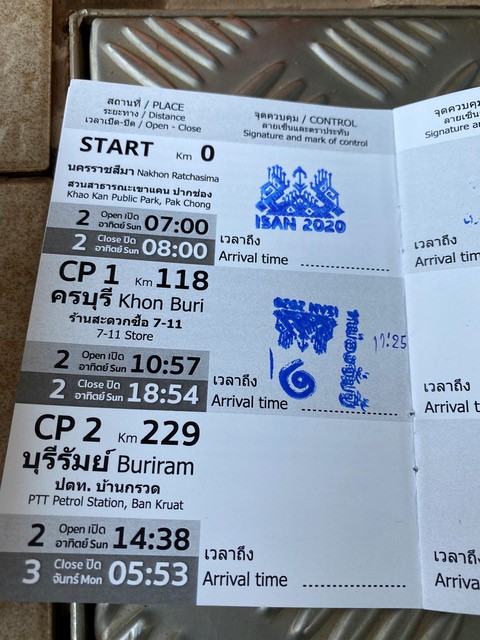 สถานที่ / PLACE
ระยะทาง / Distance
เวลาเปิด-ปิด / Open - Close
จุดควบคุม / CONTROL
ลายเซ็นและตราประทับ
Signature and mark of control
START Km 0
นครราชสีมา Nakhon Ratchasima
สวนสาธารณะเขาแคน ปากช่อง
Khao Kan Public Park, Pak Chong
2 Open เปิด อาทิตย์ Sun 07:00
2 Close ปิด อาทิตย์ Sun 08:00
ISAN 2020
เวลาถึง
Arrival time
CP 1 Km 118
ครบุรี Khon Buri
ร้านสะดวกซื้อ 7-11
7-11 Store
2 Open เปิด อาทิตย์ Sun 10:57
2 Close ปิด อาทิตย์ Sun 18:54
ISAN 2020
เวลาถึง
Arrival time
CP 2 Km 229
บุรีรัมย์ Buriram
ปตท. บ้านกรวด
PTT Petrol Station, Ban Kruat
2 Open เปิด อาทิตย์ Sun 14:38
3 Close ปิด จันทร์ Mon 05:53
เวลาถึง
Arrival time
จุดควบคุม
Signature
เวลาถึง
Arrival
เวลาถึง
Arrival
เวลาถึง